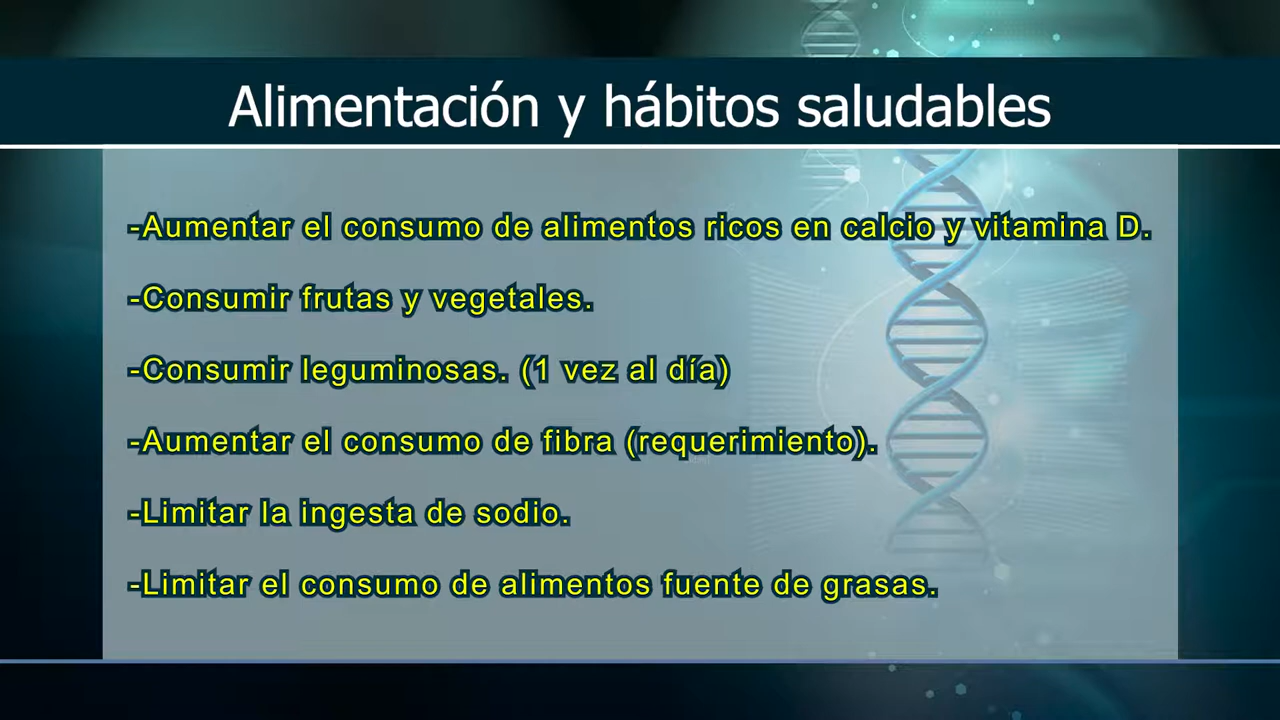 Alimentación y hábitos saludables
-Aumentar el consumo de alimentos ricos en calcio y vitamina D.
-Consumir frutas y vegetales.
-Consumir leguminosas. (1 vez al día)
-Aumentar el consumo de fibra (requerimiento).
-Limitar la ingesta de sodio.
-Limitar el consumo de alimentos fuente de grasas.